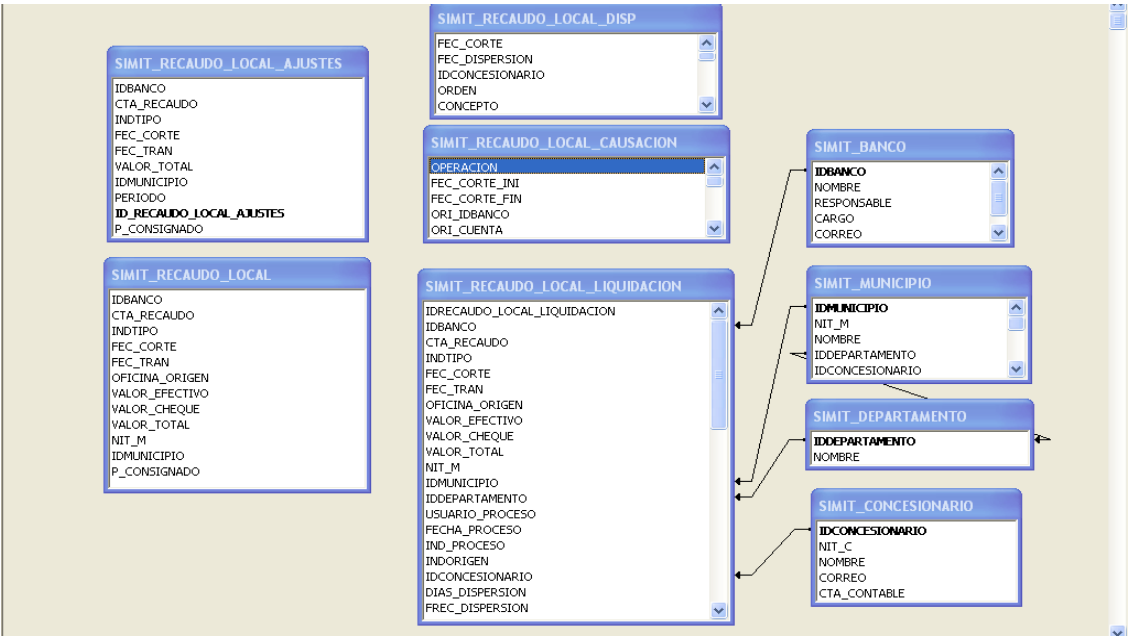 SIMIT_RECAUDO_LOCAL_AJUSTES
IDBANCO
CTA_RECAUDO
INDTIPO
FEC_CORTE
FEC_TRAN
VALOR_TOTAL
IDMUNICIPIO
PERIODO
ID_RECAUDO_LOCAL_AJUSTES
P_CONSIGNADO
SIMIT_RECAUDO_LOCAL
IDBANCO
CTA_RECAUDO
INDTIPO
FEC_CORTE
FEC_TRAN
OFICINA_ORIGEN
VALOR_EFECTIVO
VALOR_CHEQUE
VALOR_TOTAL
NIT_M
IDMUNICIPIO
P_CONSIGNADO
SIMIT_RECAUDO_LOCAL_DISP
FEC_CORTE
FEC_DISPERSION
IDCONCESIONARIO
ORDEN
CONCEPTO
SIMIT_RECAUDO_LOCAL_CAUSACION
OPERACION
FEC_CORTE_INI
FEC_CORTE_FIN
ORI_IDBANCO
ORI_CUENTA
SIMIT_RECAUDO_LOCAL_LIQUIDACION
IDRECAUDO_LOCAL_LIQUIDACION
IDBANCO
CTA_RECAUDO
INDTIPO
FEC_CORTE
FEC_TRAN
OFICINA_ORIGEN
VALOR_EFECTIVO
VALOR_CHEQUE
VALOR_TOTAL
NIT_M
IDMUNICIPIO
IDDEPARTAMENTO
USUARIO_PROCESO
FECHA_PROCESO
IND_PROCESO
INDORIGEN
IDCONCESIONARIO
DIAS_DISPERSION
FREC_DISPERSION
SIMIT_BANCO
IDBANCO
NOMBRE
RESPONSABLE
CARGO
CORREO
SIMIT_MUNICIPIO
IDMUNICIPIO
NIT_M
NOMBRE
IDDEPARTAMENTO
IDCONCESIONARIO
SIMIT_DEPARTAMENTO
IDDEPARTAMENTO
NOMBRE
SIMIT_CONCESIONARIO
IDCONCESIONARIO
NIT_C
NOMBRE
CORREO
CTA_CONTABLE